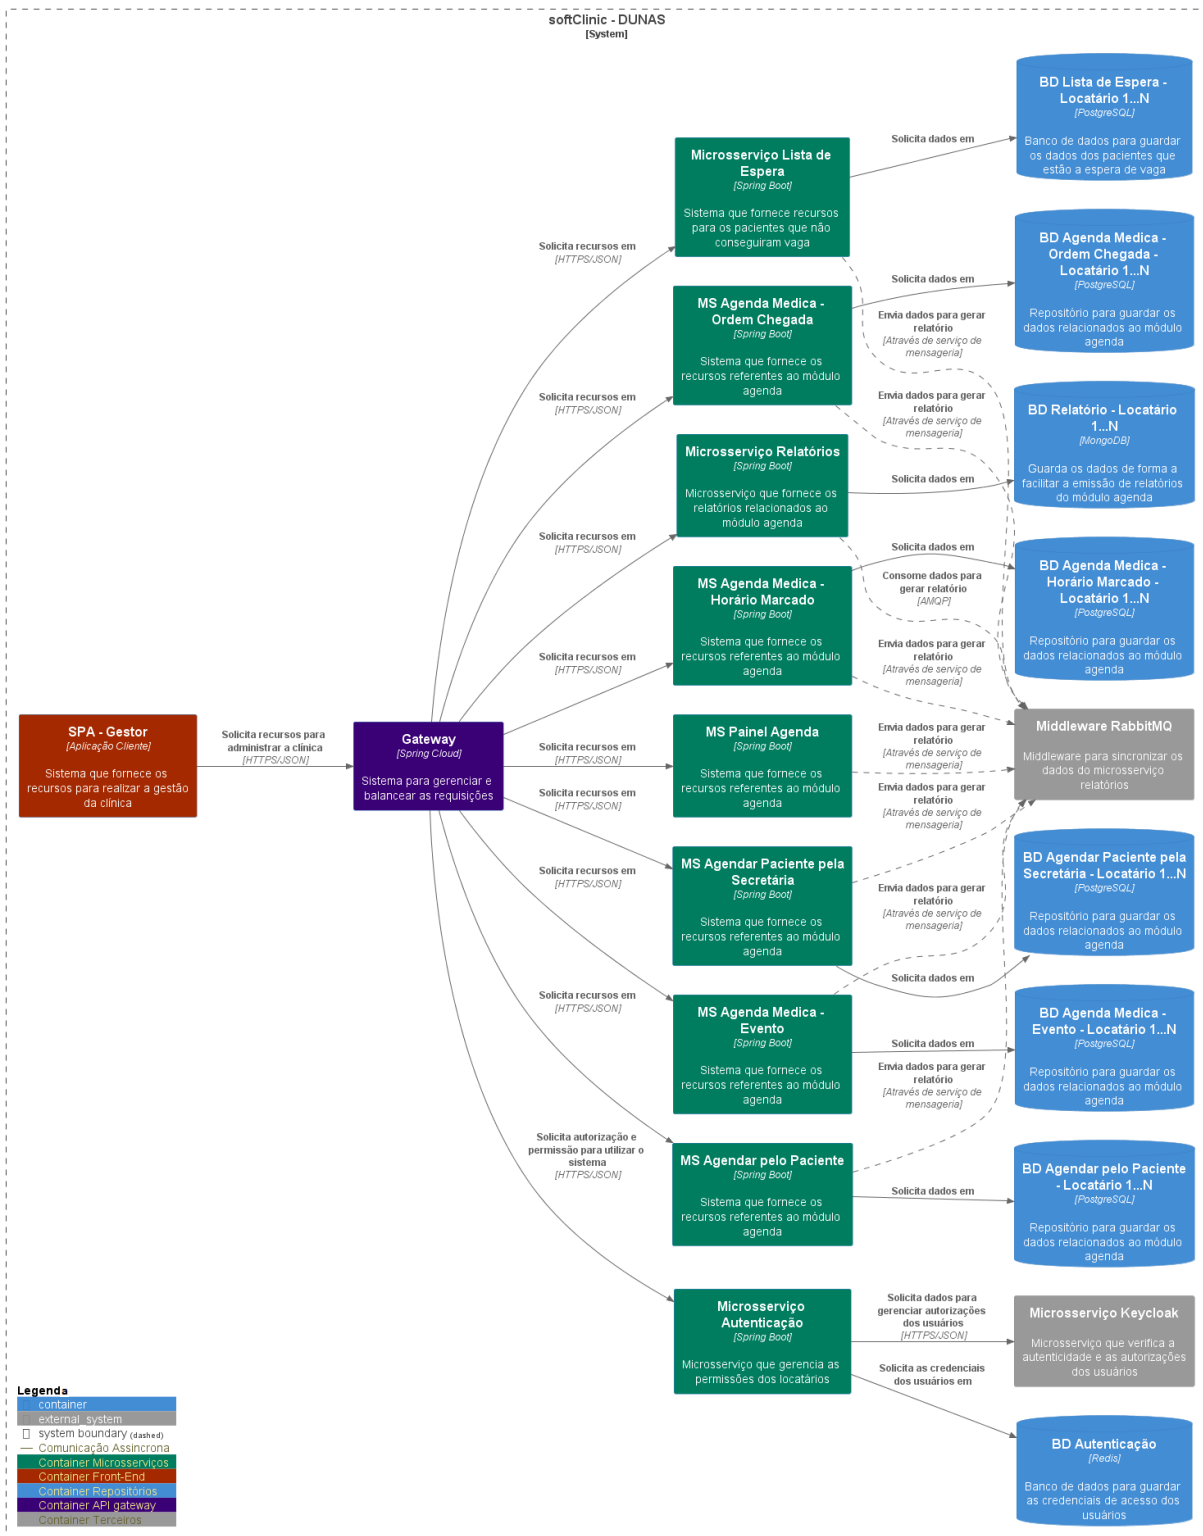 softClinic - DUNAS
[System]
BD Lista de Espera -
Locatário 1...N
[PostgreSQL]
Banco de dados para guardar
os dados dos pacientes que
estão a espera de vaga
Microsserviço Lista de
Espera
[Spring Boot]
Sistema que fornece recursos
para os pacientes que não
conseguiram vaga
Solicita dados em
Solicita recursos em
[HTTPS/JSON]
BD Agenda Medica -
Ordem Chegada -
Locatário 1...N
[PostgreSQL]
Repositório para guardar os
dados relacionados ao módulo
agenda
MS Agenda Medica -
Ordem Chegada
[Spring Boot]
Sistema que fornece os
recursos referentes ao módulo
agenda
Solicita dados em
Envia dados para gerar
relatório
[Através de serviço de
mensageria]
Solicita recursos em
[HTTPS/JSON]
Envia dados para gerar
relatório
[Através de serviço de
mensageria]
BD Relatório - Locatário
1...N
[MongoDB]
Guarda os dados de forma a
facilitar a emissão de relatórios
do módulo agenda
Microsserviço Relatórios
[Spring Boot]
Microsserviço que fornece os
relatórios relacionados ao
módulo agenda
Solicita dados em
Solicita recursos em
[HTTPS/JSON]
Solicita dados em
BD Agenda Medica -
Horário Marcado -
Locatário 1...N
[PostgreSQL]
Repositório para guardar os
dados relacionados ao módulo
agenda
MS Agenda Medica -
Horário Marcado
[Spring Boot]
Sistema que fornece os
recursos referentes ao módulo
agenda
Consome dados para
gerar relatório
[AMQP]
Solicita recursos em
[HTTPS/JSON]
Envia dados para gerar
relatório
[Através de serviço de
mensageria]
SPA - Gestor
[Aplicação Cliente]
Sistema que fornece os
recursos para realizar a gestão
da clínica
Solicita recursos para
administrar a clínica
[HTTPS/JSON]
Gateway
[Spring Cloud]
Sistema para gerenciar e
balancear as requisições
Solicita recursos em
[HTTPS/JSON]
MS Painel Agenda
[Spring Boot]
Sistema que fornece os
recursos referentes ao módulo
agenda
Envia dados para gerar
relatório
[Através de serviço de
mensageria]
Middleware RabbitMQ
Middleware para sincronizar os
dados do microsserviço
relatórios
Solicita recursos em
[HTTPS/JSON]
Envia dados para gerar
relatório
[Através de serviço de
mensageria]
MS Agendar Paciente pela
Secretária
[Spring Boot]
Sistema que fornece os
recursos referentes ao módulo
agenda
BD Agendar Paciente pela
Secretária - Locatário 1...N
[PostgreSQL]
Repositório para guardar os
dados relacionados ao módulo
agenda
Solicita recursos em
[HTTPS/JSON]
Envia dados para gerar
relatório
[Através de serviço de
mensageria]
Solicita dados em
Solicita recursos em
[HTTPS/JSON]
MS Agenda Medica -
Evento
[Spring Boot]
Sistema que fornece os
recursos referentes ao módulo
agenda
Solicita dados em
BD Agenda Medica -
Evento - Locatário 1...N
[PostgreSQL]
Repositório para guardar os
dados relacionados ao módulo
agenda
Envia dados para gerar
relatório
[Através de serviço de
mensageria]
Solicita autorização e
permissão para utilizar o
sistema
[HTTPS/JSON]
MS Agendar pelo Paciente
[Spring Boot]
Sistema que fornece os
recursos referentes ao módulo
agenda
Solicita dados em
BD Agendar pelo Paciente
- Locatário 1...N
[PostgreSQL]
Repositório para guardar os
dados relacionados ao módulo
agenda
Microsserviço
Autenticação
[Spring Boot]
Microsserviço que gerencia as
permissões dos locatários
Solicita dados para
gerenciar autorizações
dos usuários
[HTTPS/JSON]
Microsserviço Keycloak
Microsserviço que verifica a
autenticidade e as autorizações
dos usuários
Solicita as credenciais
dos usuários em
BD Autenticação
[Redis]
Banco de dados para guardar
as credenciais de acesso dos
usuários
Legenda
container
external_system
system boundary (dashed)
Comunicação Assincrona
Container Microsserviços
Container Front-End
Container Repositórios
Container API gateway
Container Terceiros